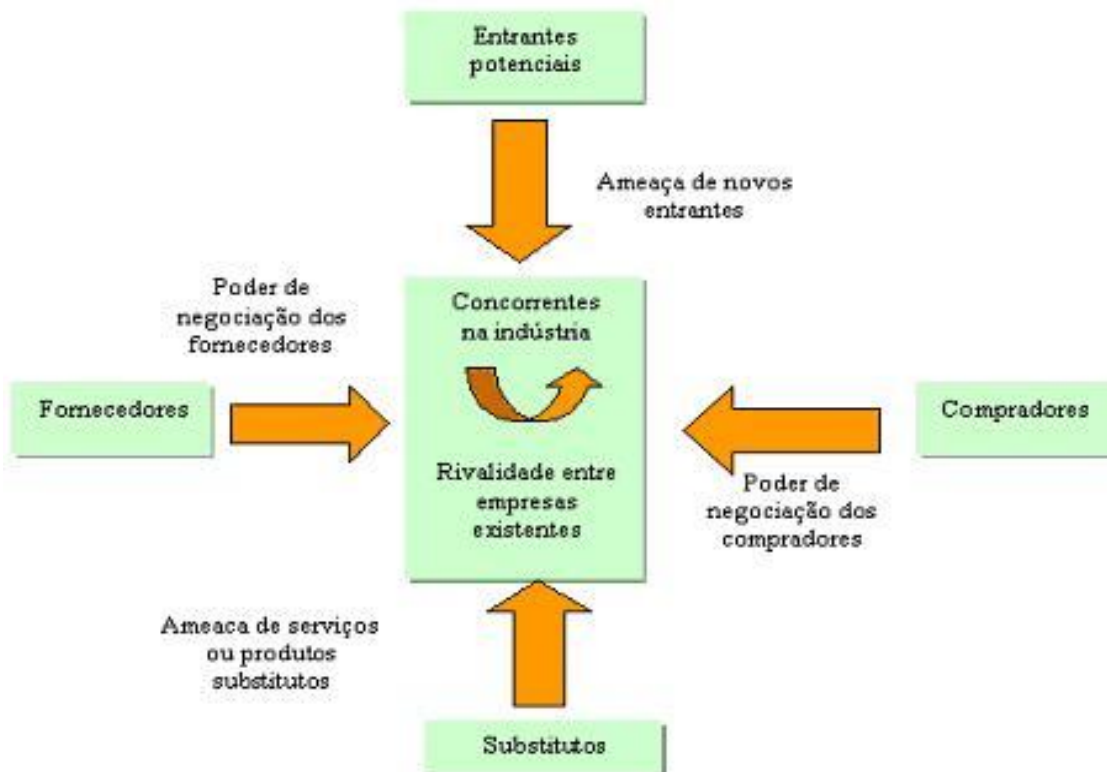 Entrantes
potenciais
Ameaça de novos
entrantes
Poder de
negociação dos
fornecedores
Concorrentes
na indústria
Fornecedores
Compradores
Rivalidade entre
empresas
existentes
Poder de
negociação dos
compradores
Ameaca de serviços
ou produtos
substitutos
Substitutos